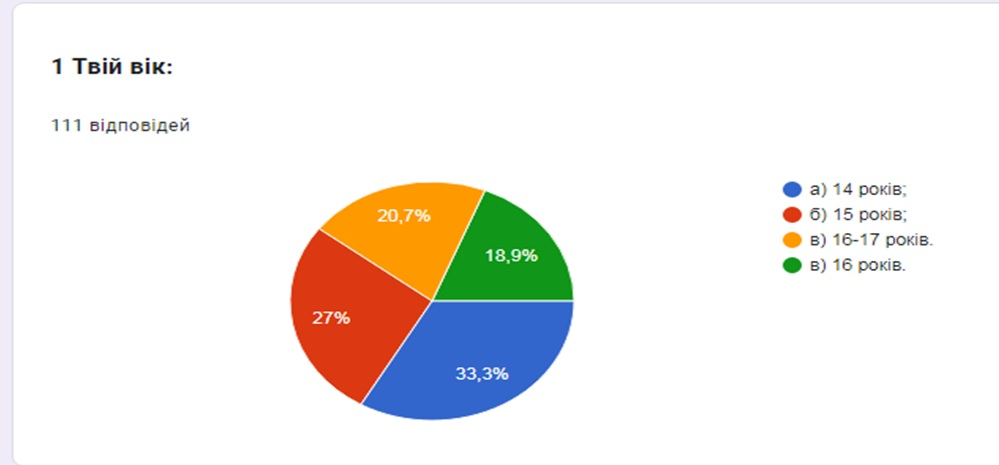 1 Твій вік:
111 відповідей
20,7%
18,9%
27%
33,3%
а) 14 років;
б) 15 років;
в) 16-17 років.
в) 16 років.